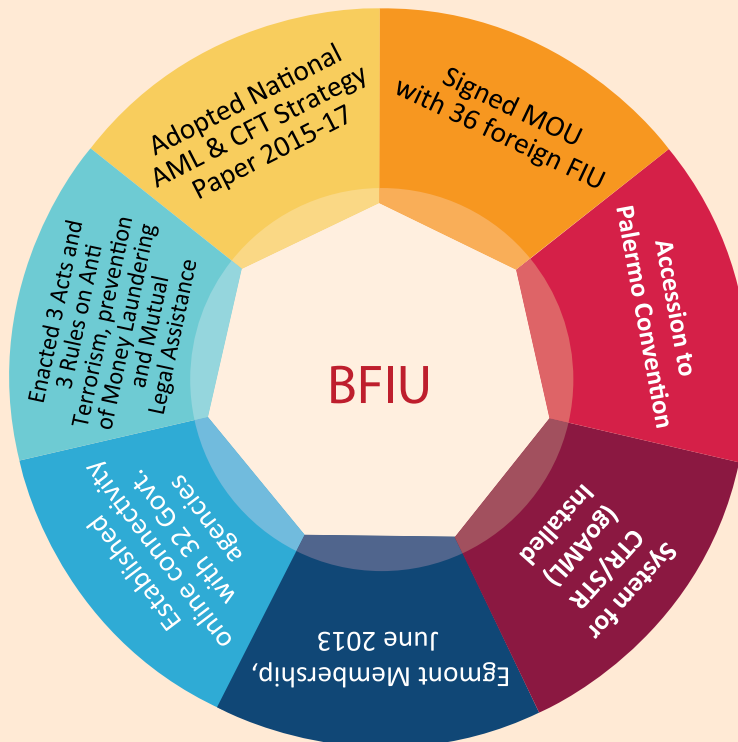 Signed MOU
with 36 foreign FIU
Accession to
Palermo Convention
System for
CTR/STR
(goAML)
Installed
Egmont Membership,
June 2013
Established
online connectivity
with 32 Govt.
agencies
Enacted 3 Acts and
3 Rules on Anti
Terrorism, prevention
of Money Laundering
and Mutual
Legal Assistance
Adopted National
AML & CFT Strategy
Paper 2015-17
BFIU